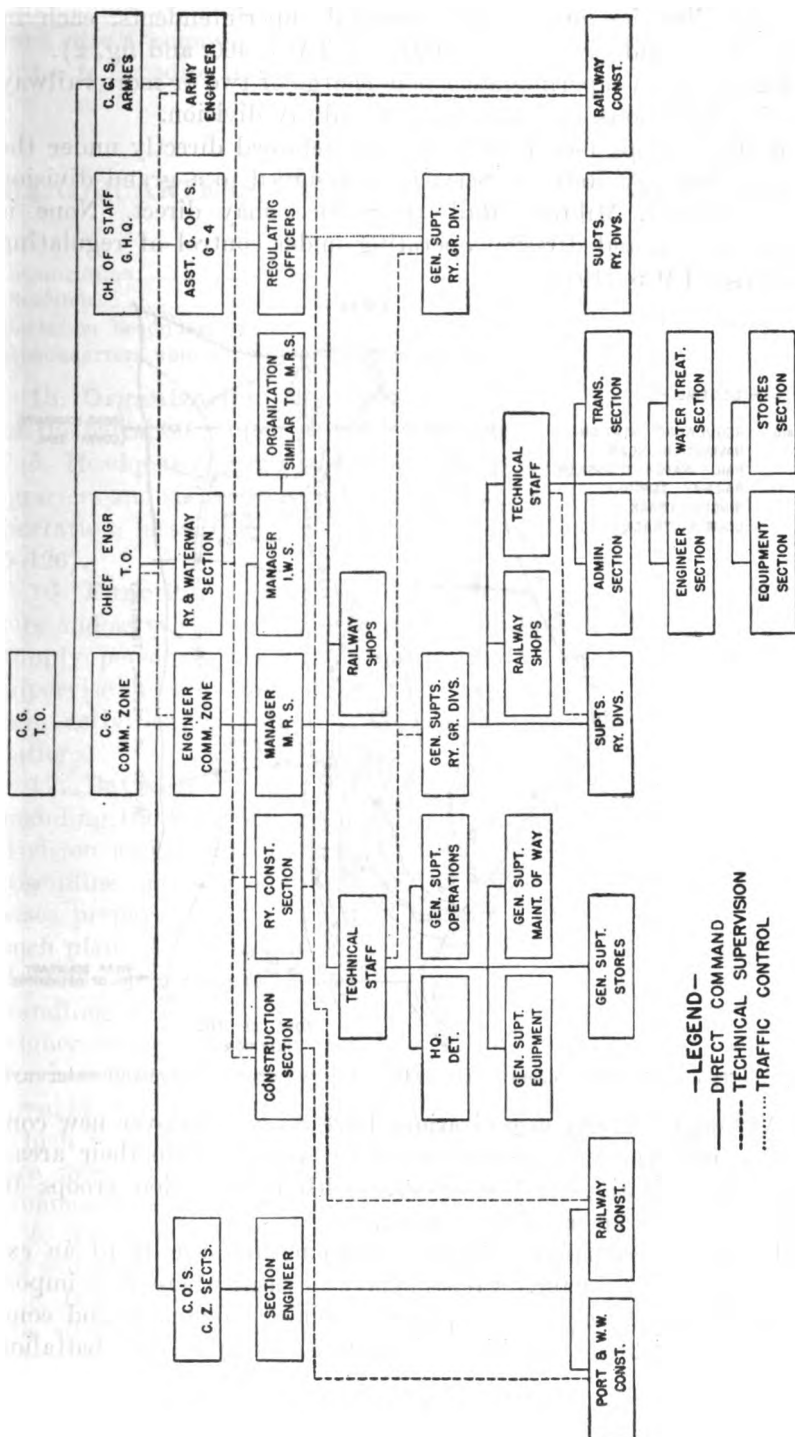 C. G.
T. O.
C. G.
COMM. ZONE
CHIEF ENGR
T.O.
CH. OF STAFF
G.H.Q.
C. G.'S.
ARMIES
C. O.'S.
C. Z. SECTS.
ENGINEER
COMM. ZONE
RY. & WATERWAY
SECTION
ASST. C. OF S.
G-4
ARMY
ENGINEER
SECTION
ENGINEER
CONSTRUCTION
SECTION
RY. CONST.
SECTION
MANAGER
M. R. S.
MANAGER
I.W.S.
ORGANIZATION
SIMILAR TO M.R.S.
REGULATING
OFFICERS
TECHNICAL
STAFF
RAILWAY
SHOPS
HQ.
DET.
GEN. SUPT.
OPERATIONS
GEN. SUPTS.
RY. GR. DIVS.
GEN. SUPT.
RY. GR. DIV.
GEN. SUPT.
EQUIPMENT
GEN. SUPT.
MAINT. OF WAY
RAILWAY
SHOPS
TECHNICAL
STAFF
PORT & W.W.
CONST.
RAILWAY
CONST.
GEN. SUPT.
STORES
SUPTS.
RY. DIVS.
ADMIN.
SECTION
TRANS.
SECTION
SUPTS.
RY. DIVS.
RAILWAY
CONST.
ENGINEER
SECTION
WATER TREAT.
SECTION
EQUIPMENT
SECTION
STORES
SECTION
—LEGEND—
DIRECT COMMAND
TECHNICAL SUPERVISION
TRAFFIC CONTROL